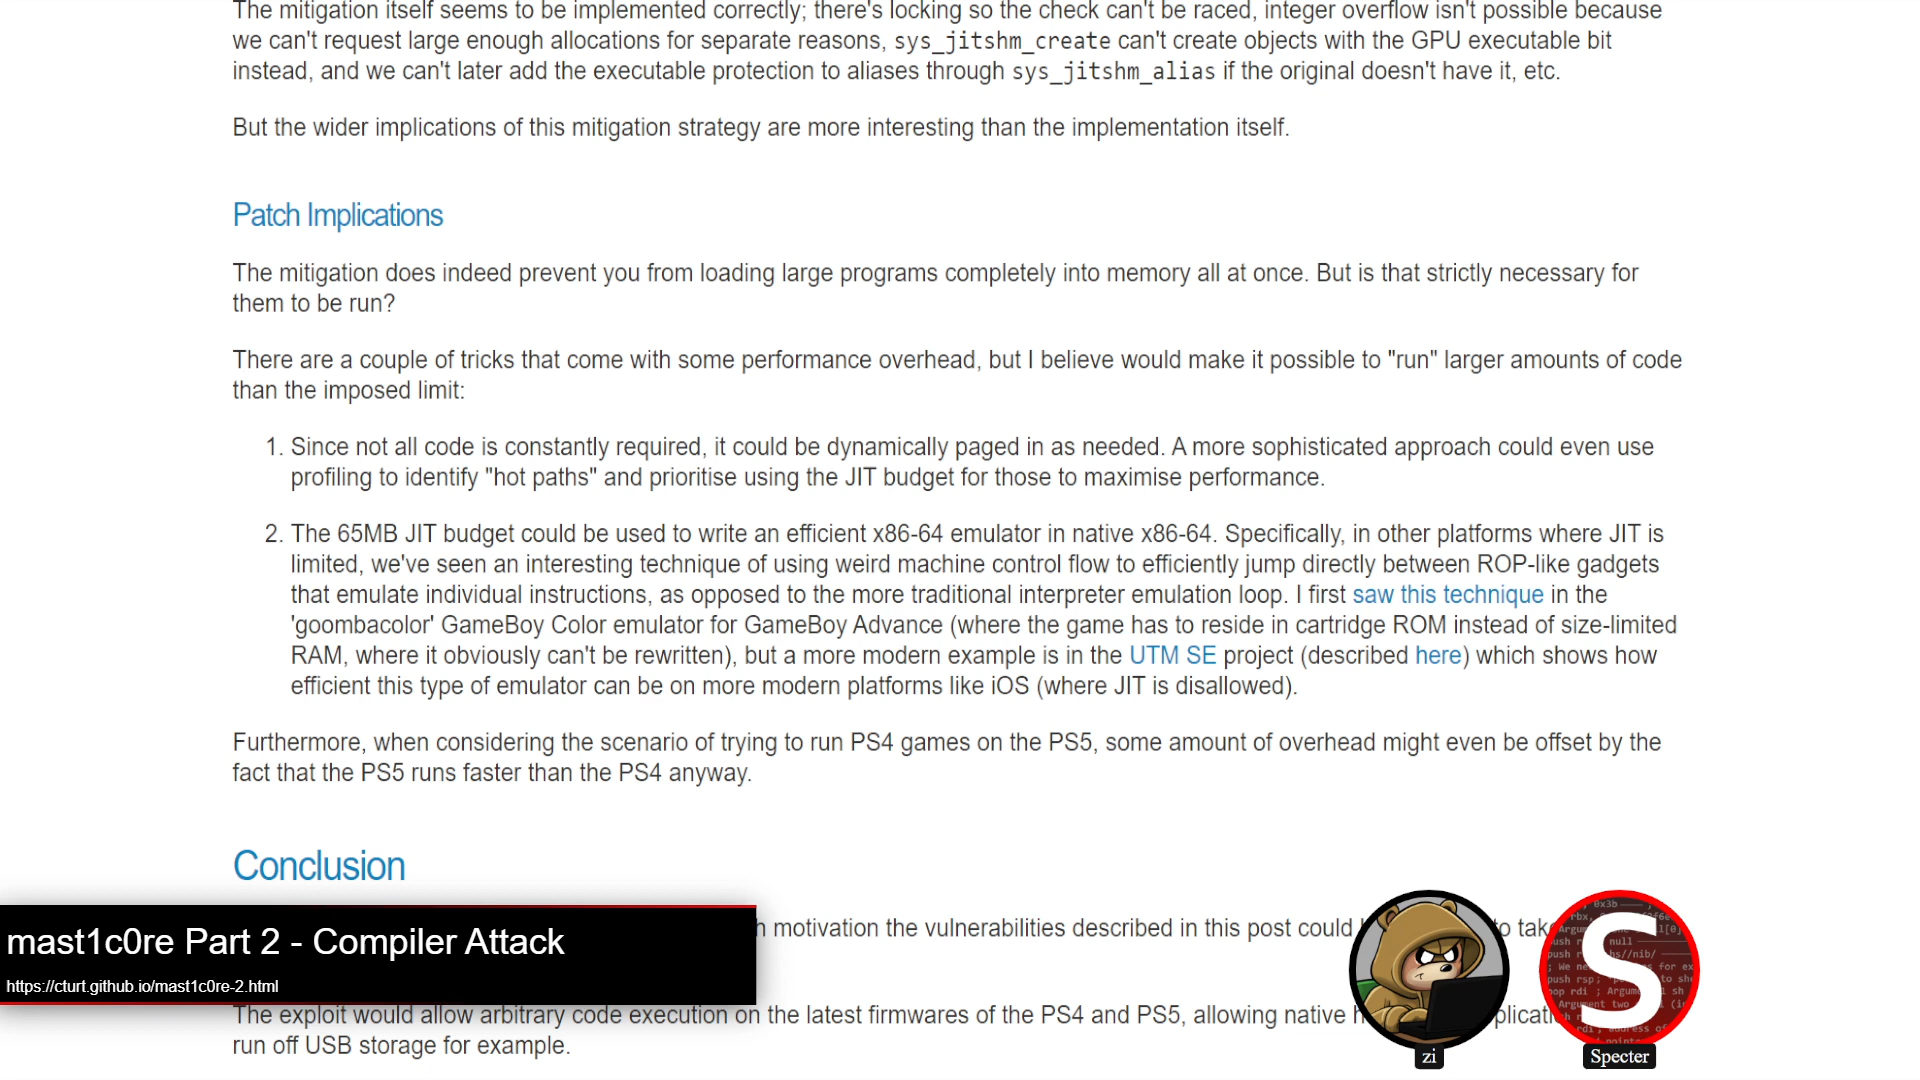 The mitigation itself seems to be implemented correctly; there's locking so the check can't be raced, integer overflow isn't possible because
we can't request large enough allocations for separate reasons, sys_jitshm_create can't create objects with the GPU executable bit
instead, and we can't later add the executable protection to aliases through sys_jitshm_alias if the original doesn't have it, etc.
But the wider implications of this mitigation strategy are more interesting than the implementation itself.
Patch Implications
The mitigation does indeed prevent you from loading large programs completely into memory all at once. But is that strictly necessary for
them to be run?
There are a couple of tricks that come with some performance overhead, but I believe would make it possible to "run" larger amounts of code
than the imposed limit:
1. Since not all code is constantly required, it could be dynamically paged in as needed. A more sophisticated approach could even use
profiling to identify "hot paths" and prioritise using the JIT budget for those to maximise performance.
2. The 65MB JIT budget could be used to write an efficient x86-64 emulator in native x86-64. Specifically, in other platforms where JIT is
limited, we've seen an interesting technique of using weird machine control flow to efficiently jump directly between ROP-like gadgets
that emulate individual instructions, as opposed to the more traditional interpreter emulation loop. I first saw this technique in the
'goombacolor' GameBoy Color emulator for GameBoy Advance (where the game has to reside in cartridge ROM instead of size-limited
RAM, where it obviously can't be rewritten), but a more modern example is in the UTM SE project (described here) which shows how
efficient this type of emulator can be on more modern platforms like iOS (where JIT is disallowed).
Furthermore, when considering the scenario of trying to run PS4 games on the PS5, some amount of overhead might even be offset by the
fact that the PS5 runs faster than the PS4 anyway.
Conclusion
motivation the vulnerabilities described in this post could
mast1c0re Part 2 - Compiler Attack
https://cturt.github.io/mast1c0re-2.html
The exploit would allow arbitrary code execution on the latest firmwares of the PS4 and PS5, allowing native
run off USB storage for example.
S
zi
Specter